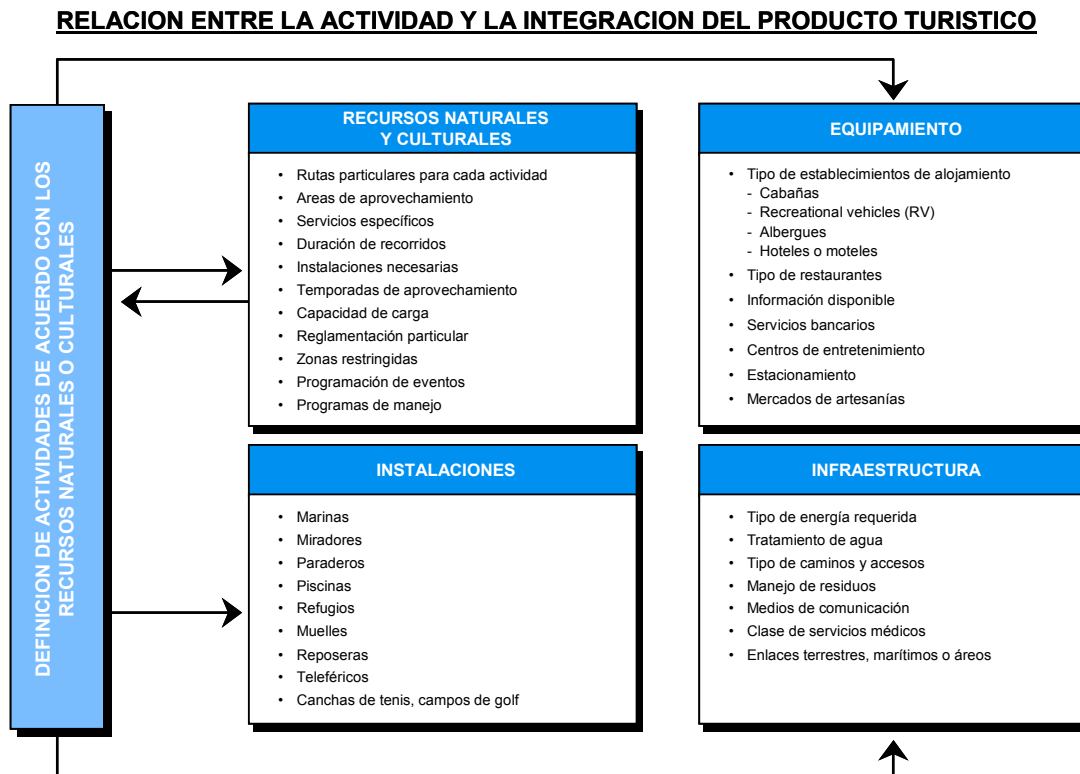 RELACION ENTRE LA ACTIVIDAD Y LA INTEGRACION DEL PRODUCTO TURISTICO
DEFINICION DE ACTIVIDADES DE ACUERDO CON LOS
RECURSOS NATURALES O CULTURALES
RECURSOS NATURALES
Y CULTURALES
• Rutas particulares para cada actividad
• Areas de aprovechamiento
• Servicios específicos
• Duración de recorridos
• Instalaciones necesarias
• Temporadas de aprovechamiento
• Capacidad de carga
• Reglamentación particular
• Zonas restringidas
• Programación de eventos
• Programas de manejo
EQUIPAMIENTO
• Tipo de establecimientos de alojamiento
- Cabañas
- Recreational vehicles (RV)
- Albergues
- Hoteles o moteles
• Tipo de restaurantes
• Información disponible
• Servicios bancarios
• Centros de entretenimiento
• Estacionamiento
• Mercados de artesanías
INSTALACIONES
• Marinas
• Miradores
• Paraderos
• Piscinas
• Refugios
• Muelles
• Reposeras
• Teleféricos
• Canchas de tenis, campos de golf
INFRAESTRUCTURA
• Tipo de energía requerida
• Tratamiento de agua
• Tipo de caminos y accesos
• Manejo de residuos
• Medios de comunicación
• Clase de servicios médicos
• Enlaces terrestres, marítimos o áreos